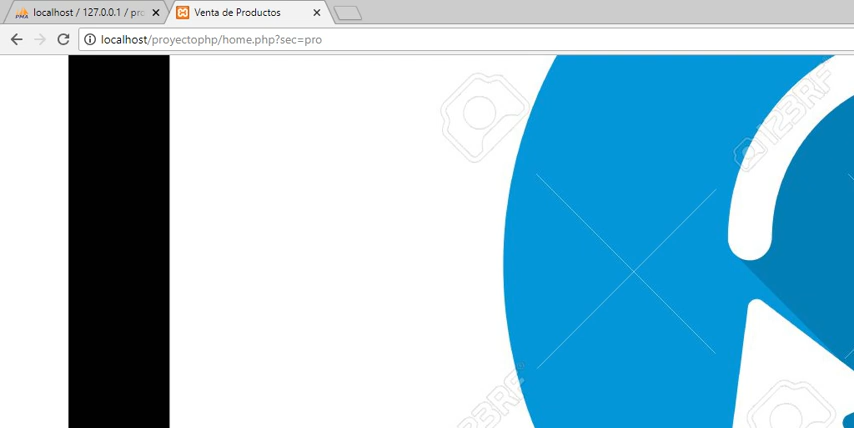 localhost / 127.0.0.1 / pro
Venta de Productos
localhost/proyectophp/home.php?sec=pro
123RF
123RF